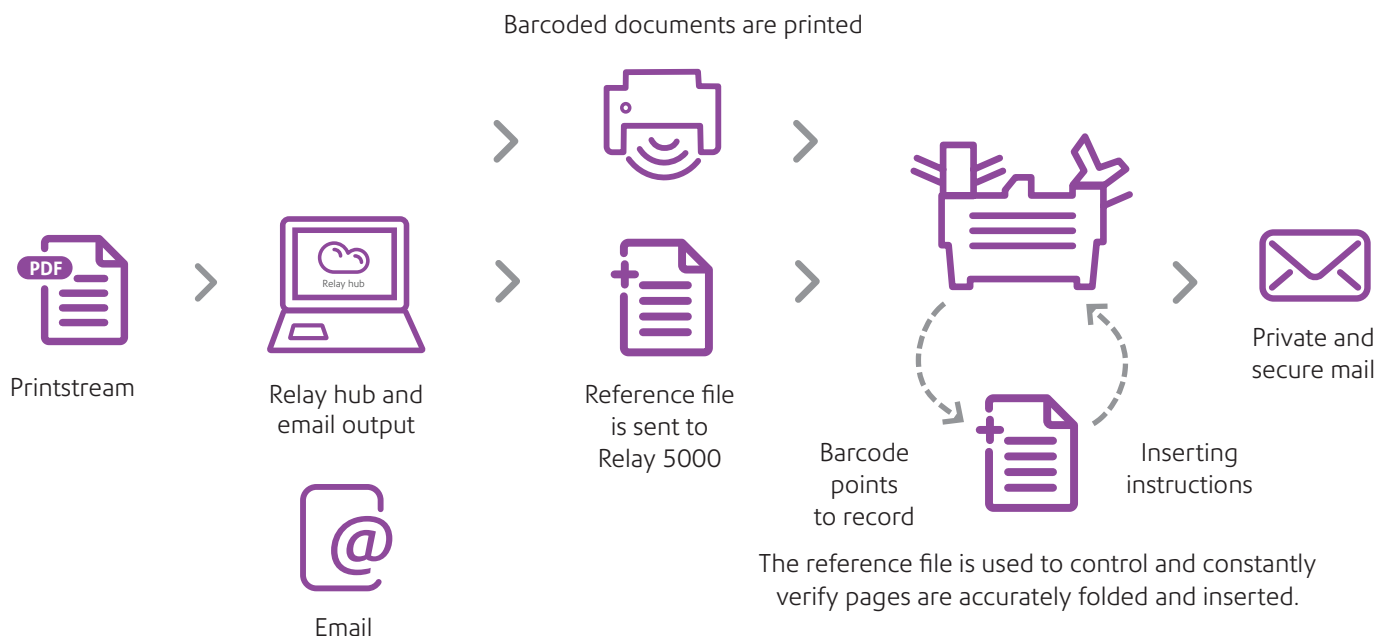 Barcoded documents are printed
PDF
Printstream
Relay hub
Relay hub and
email output
Email
Reference file
is sent to
Relay 5000
Barcode
points
to record
Inserting
instructions
The reference file is used to control and constantly
verify pages are accurately folded and inserted.
Private and
secure mail